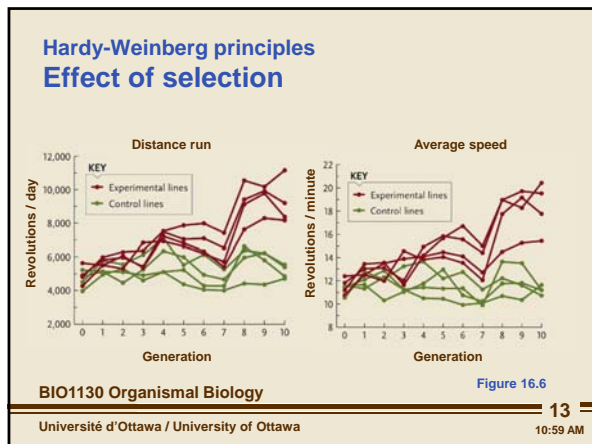 Hardy-Weinberg principles
Effect of selection
Distance run
12,000
10,000
8,000
6,000
4,000
2,000
Revolutions / day
KEY
Experimental lines
Control lines
0 1 2 3 4 5 6 7 8 9 10
Generation
Average speed
22
20
18
16
14
12
10
8
Revolutions / minute
KEY
Experimental lines
Control lines
0 1 2 3 4 5 6 7 8 9 10
Generation
Figure 16.6
BIO1130 Organismal Biology
Université d'Ottawa / University of Ottawa
13
10:59 AM